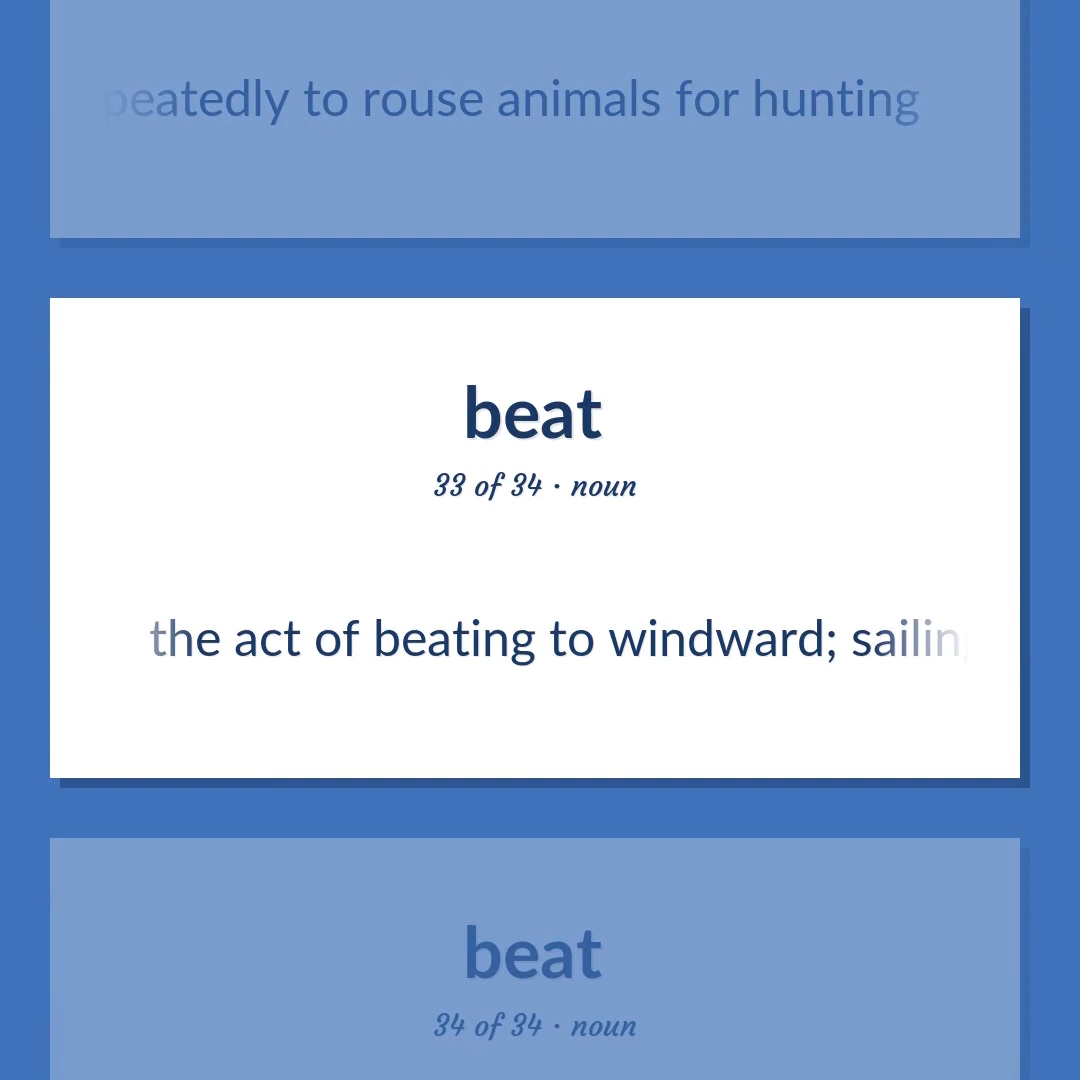 peatedly to rouse animals for hunting
beat
33 of 34 · noun
the act of beating to windward; sailin
beat
34 of 34 · noun